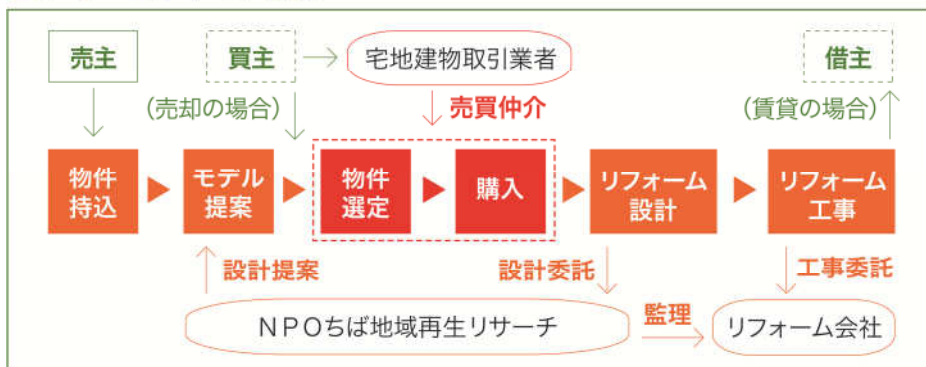 売主
買主
宅地建物取引業者
借主
(売却の場合)
売買仲介
(賃貸の場合)
物件
持込
モデル
提案
物件
選定
購入
リフォーム
設計
リフォーム
工事
設計提案
設計委託
工事委託
NPOちば地域再生リサーチ
監理
リフォーム会社